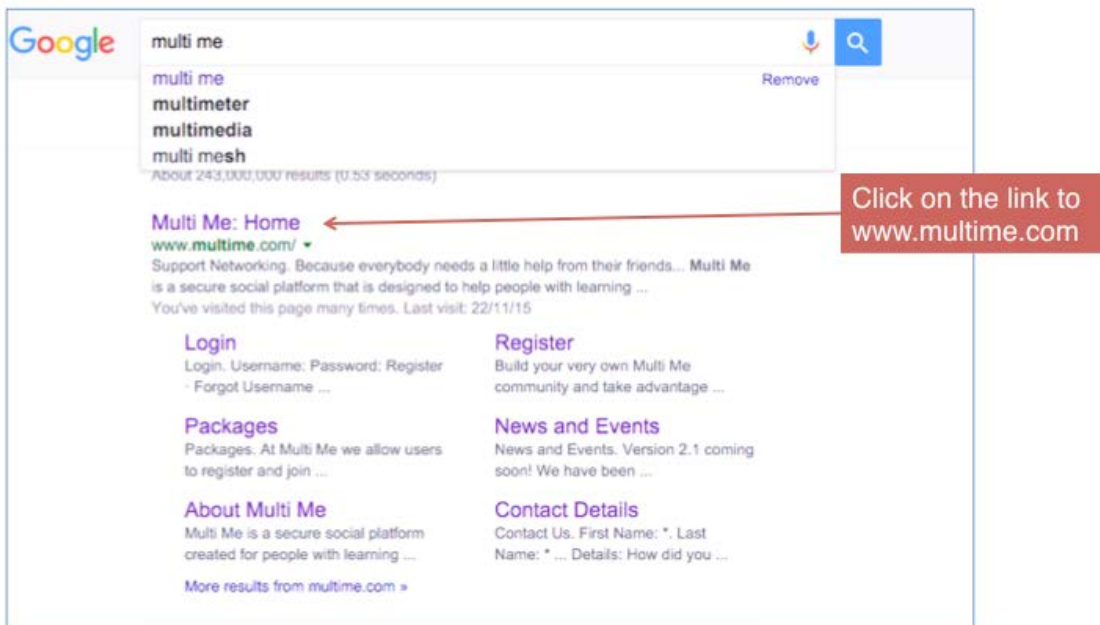 Google
multi me
multi me Remove
multimeter
multimedia
multi mesh
About 243,000,000 results (0.53 seconds)
Click on the link to
www.multime.com
Multi Me: Home
www.multime.com/
Support Networking. Because everybody needs a little help from their friends... Multi Me
is a secure social platform that is designed to help people with learning ...
You've visited this page many times. Last visit: 22/11/15
Login
Login. Username: Password: Register
· Forgot Username ...
Register
Build your very own Multi Me
community and take advantage ...
Packages
Packages. At Multi Me we allow users
to register and join ...
News and Events
News and Events. Version 2.1 coming
soon! We have been ...
About Multi Me
Multi Me is a secure social platform
created for people with learning ...
Contact Details
Contact Us. First Name: *. Last
Name: * ... Details: How did you ...
More results from multime.com »